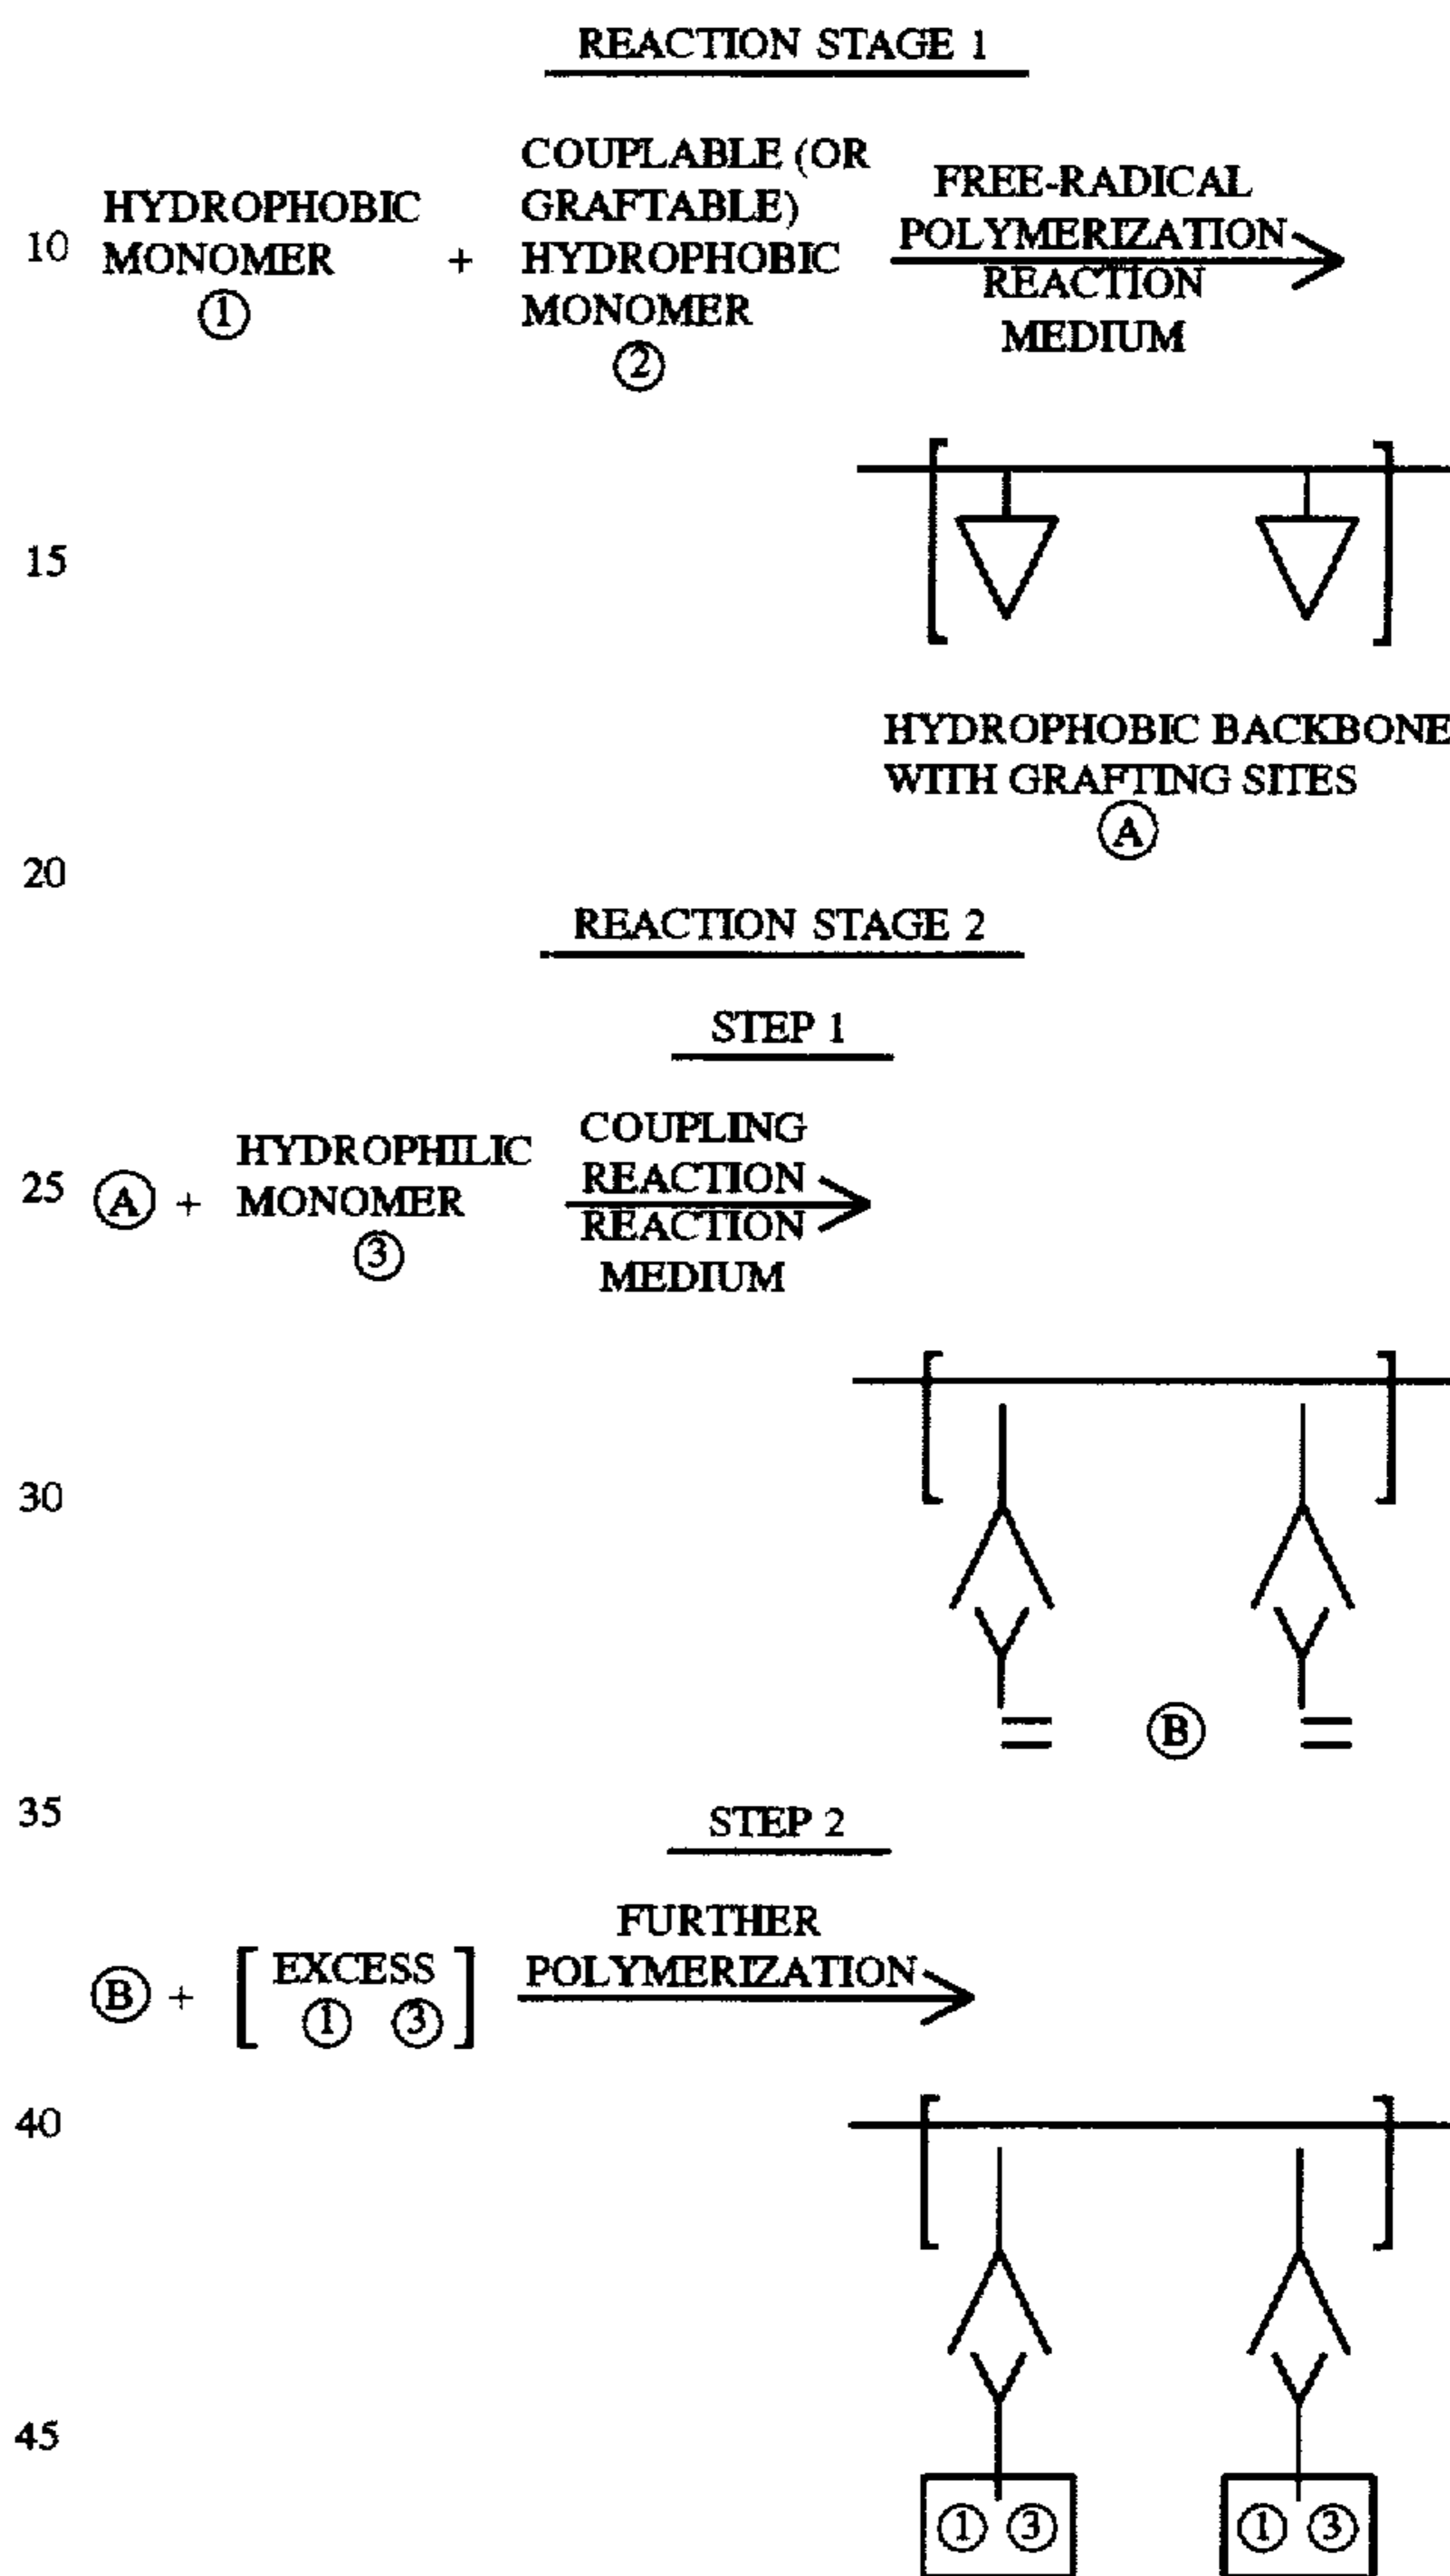 REACTION STAGE 1
10 HYDROPHOBIC MONOMER ① + COUPLABLE (OR GRAFTABLE) HYDROPHOBIC MONOMER ② FREE-RADICAL POLYMERIZATION REACTION MEDIUM
15
HYDROPHOBIC BACKBONE
WITH GRAFTING SITES
Ⓐ
20
REACTION STAGE 2
STEP 1
25 Ⓐ + HYDROPHILIC MONOMER ③ COUPLING REACTION REACTION MEDIUM
30
Ⓑ
35
STEP 2
Ⓑ + [ EXCESS ① ③ ] FURTHER POLYMERIZATION
40
45
① ③ ① ③